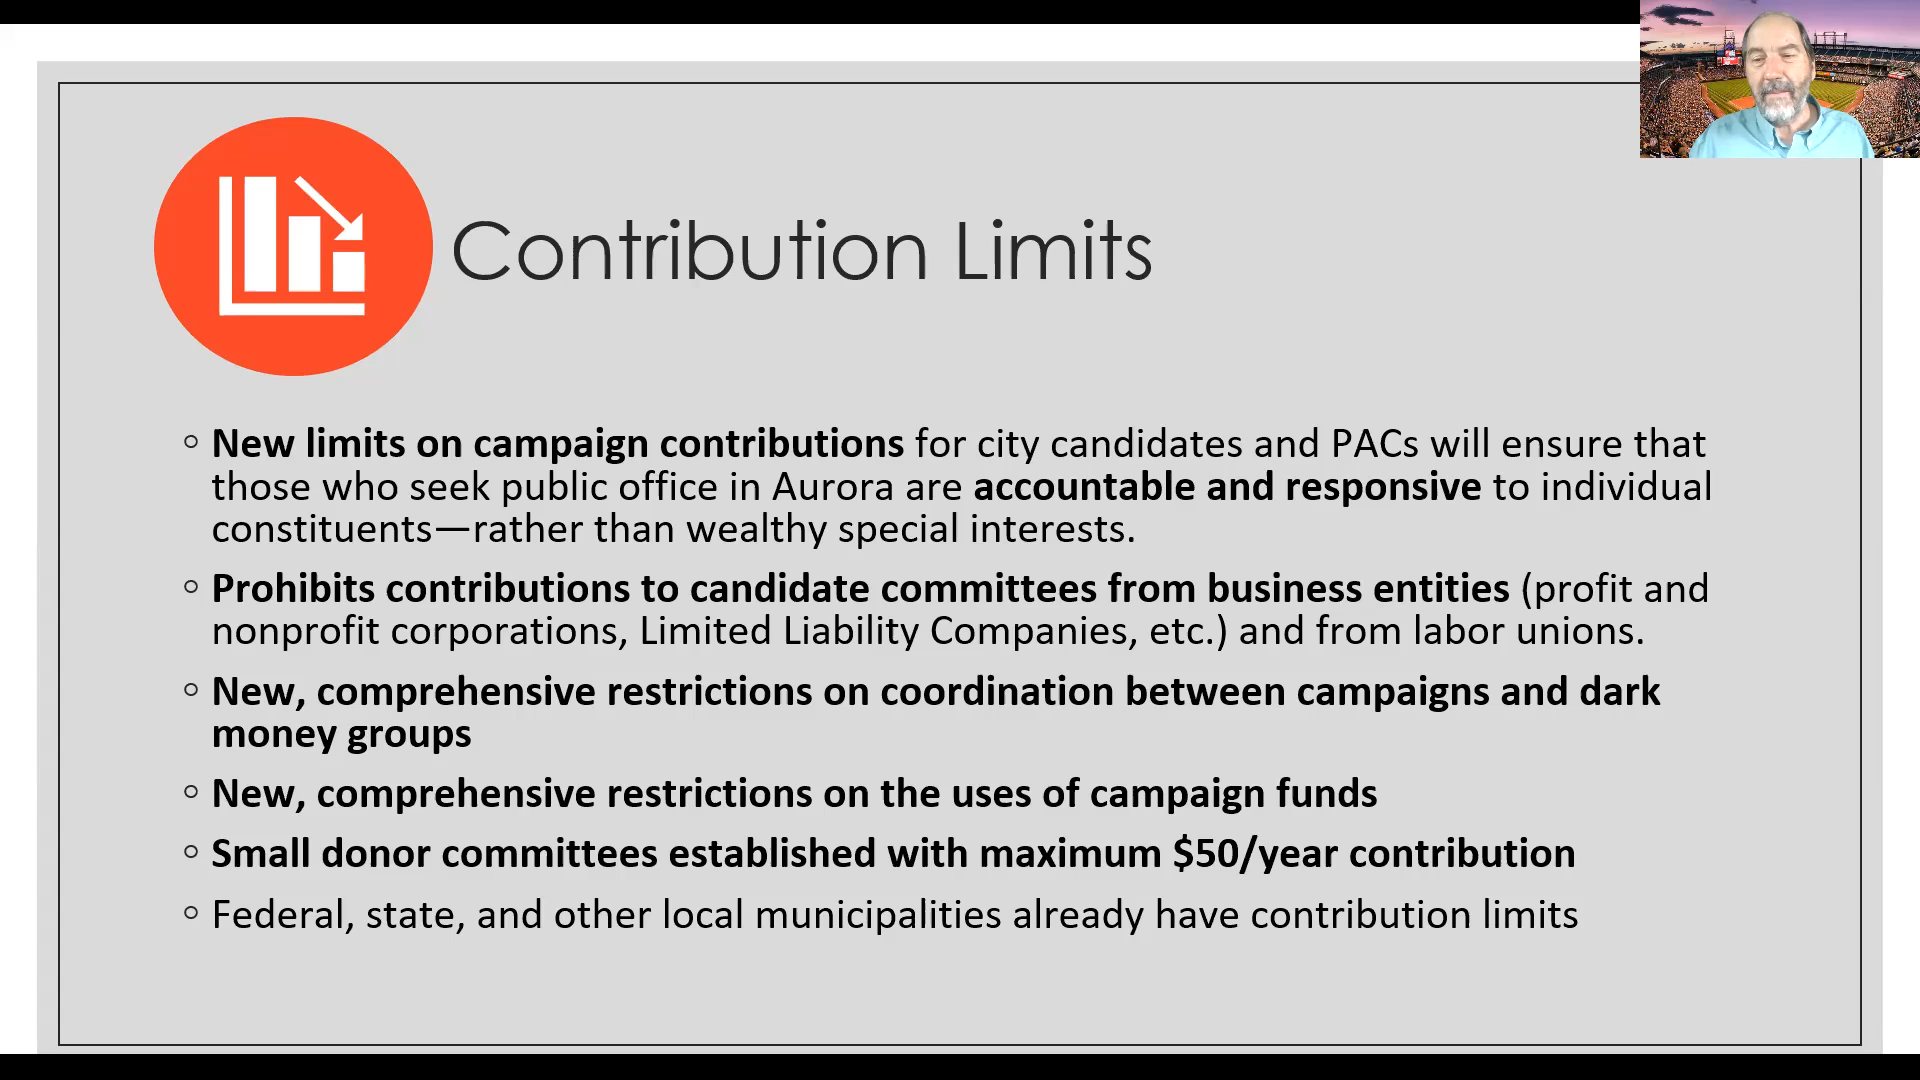 Contribution Limits
New limits on campaign contributions for city candidates and PACs will ensure that
those who seek public office in Aurora are accountable and responsive to individual
constituents—rather than wealthy special interests.
Prohibits contributions to candidate committees from business entities (profit and
nonprofit corporations, Limited Liability Companies, etc.) and from labor unions.
New, comprehensive restrictions on coordination between campaigns and dark
money groups
New, comprehensive restrictions on the uses of campaign funds
Small donor committees established with maximum $50/year contribution
Federal, state, and other local municipalities already have contribution limits